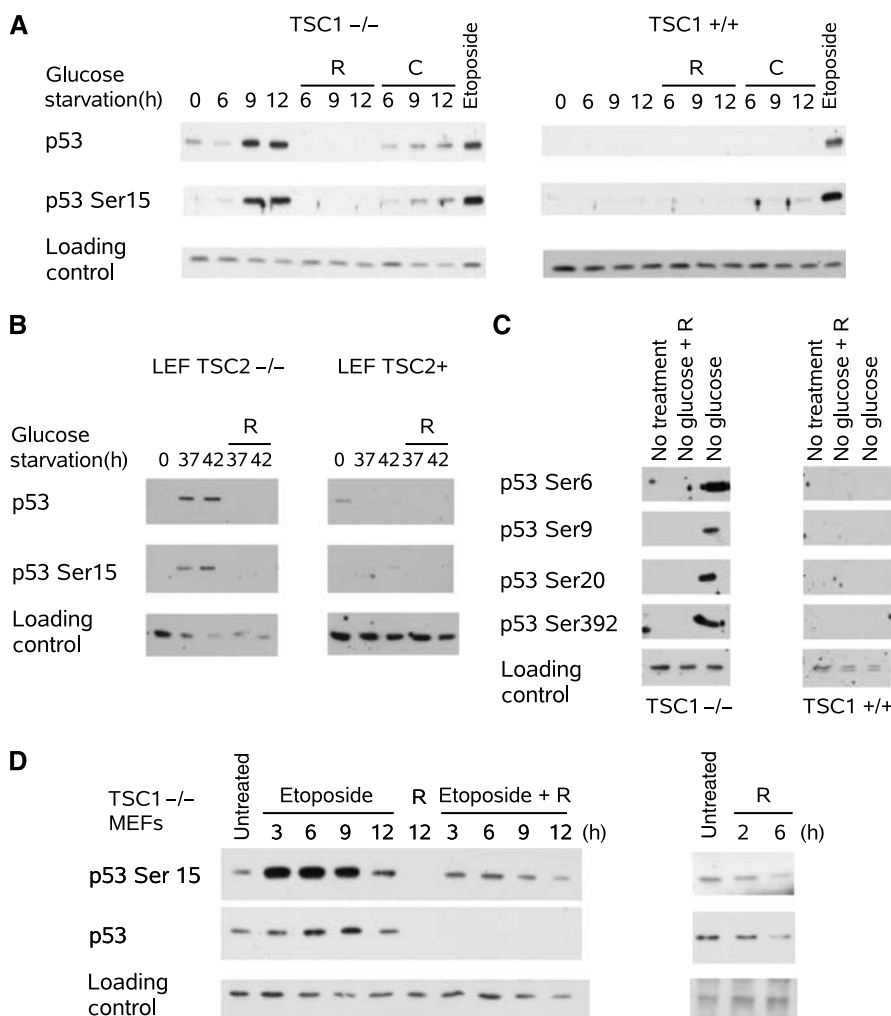 A
TSC1 –/–
TSC1 +/+
Glucose
starvation(h)
R
C
Etoposide
0 6 9 12 6 9 12 6 9 12
R
C
Etoposide
0 6 9 12 6 9 12 6 9 12
p53
p53 Ser15
Loading
control
B
LEF TSC2 –/–
LEF TSC2+
Glucose
starvation(h)
R
0 37 42 37 42
R
0 37 42 37 42
p53
p53 Ser15
Loading
control
C
No treatment
No glucose + R
No glucose
No treatment
No glucose + R
No glucose
p53 Ser6
p53 Ser9
p53 Ser20
p53 Ser392
Loading
control
TSC1 –/–
TSC1 +/+
D
TSC1 –/–
MEFs
Untreated
Etoposide
R
Etoposide + R
3 6 9 12 12 3 6 9 12 (h)
Untreated
R
2 6 (h)
p53 Ser 15
p53
Loading
control